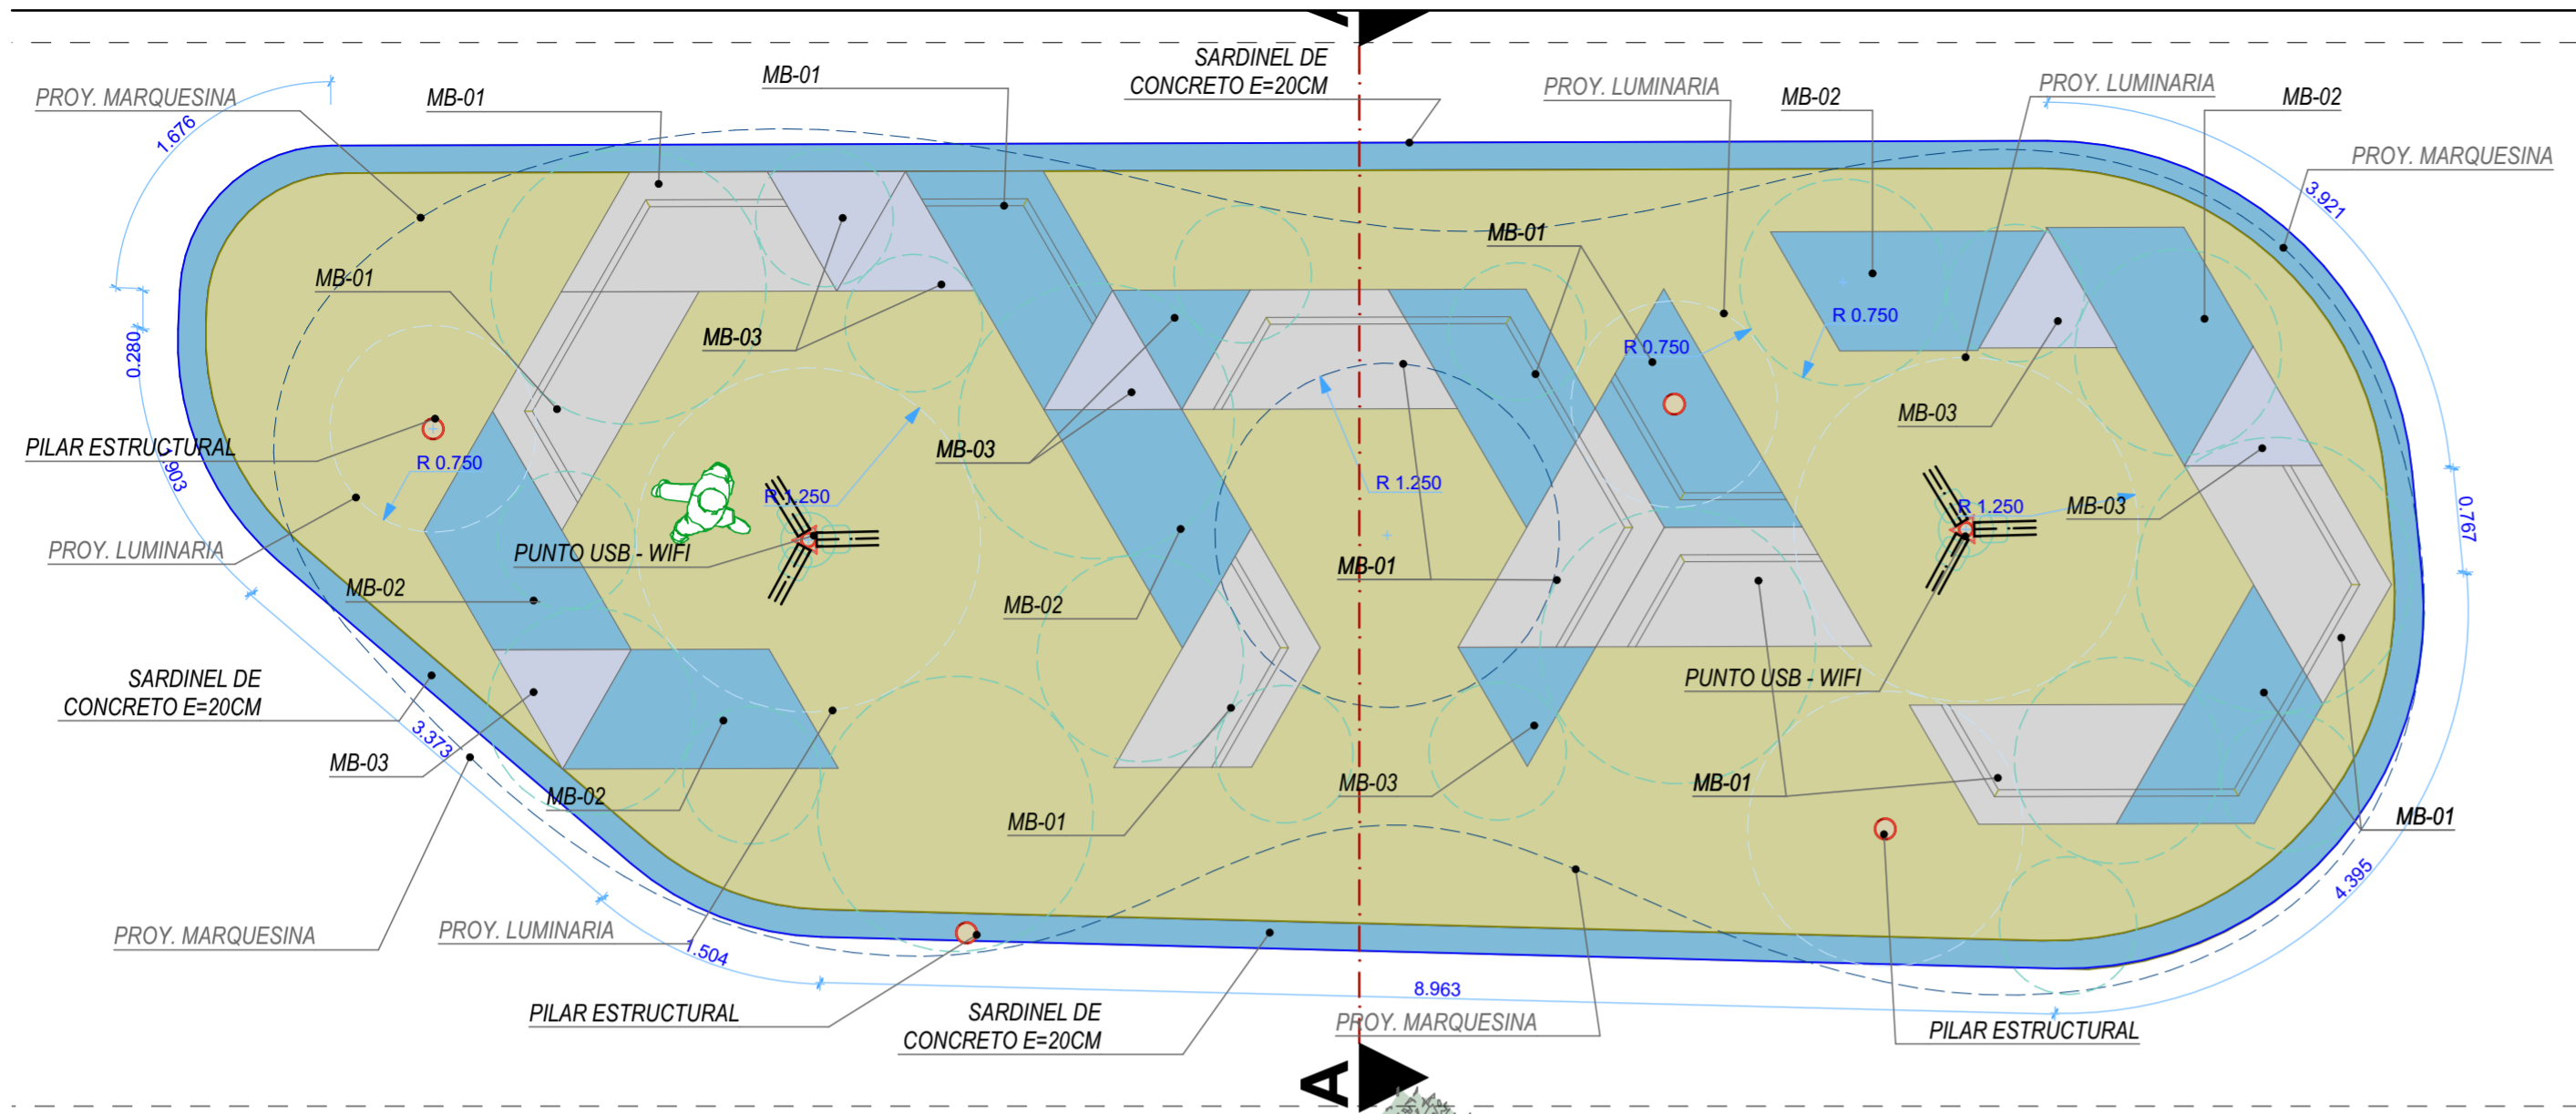 A
SARDINEL DE
CONCRETO E=20CM
MB-01
PROY. MARQUESINA
MB-01
PROY. LUMINARIA
MB-02
PROY. LUMINARIA
MB-02
1.676
PROY. MARQUESINA
3.921
MB-01
MB-01
MB-03
R 0.750
R 0.750
0.280
MB-03
PILAR ESTRUCTURAL
R 0.750
MB-03
1.903
R 1.250
R 1.250
R 1.250
MB-03
0.767
PROY. LUMINARIA
PUNTO USB - WIFI
MB-01
MB-02
MB-02
SARDINEL DE
CONCRETO E=20CM
PUNTO USB - WIFI
3.373
MB-03
MB-02
MB-03
MB-01
MB-01
MB-01
4.395
PROY. MARQUESINA
PROY. LUMINARIA
1.504
8.963
PILAR ESTRUCTURAL
SARDINEL DE
CONCRETO E=20CM
PROY. MARQUESINA
PILAR ESTRUCTURAL
A